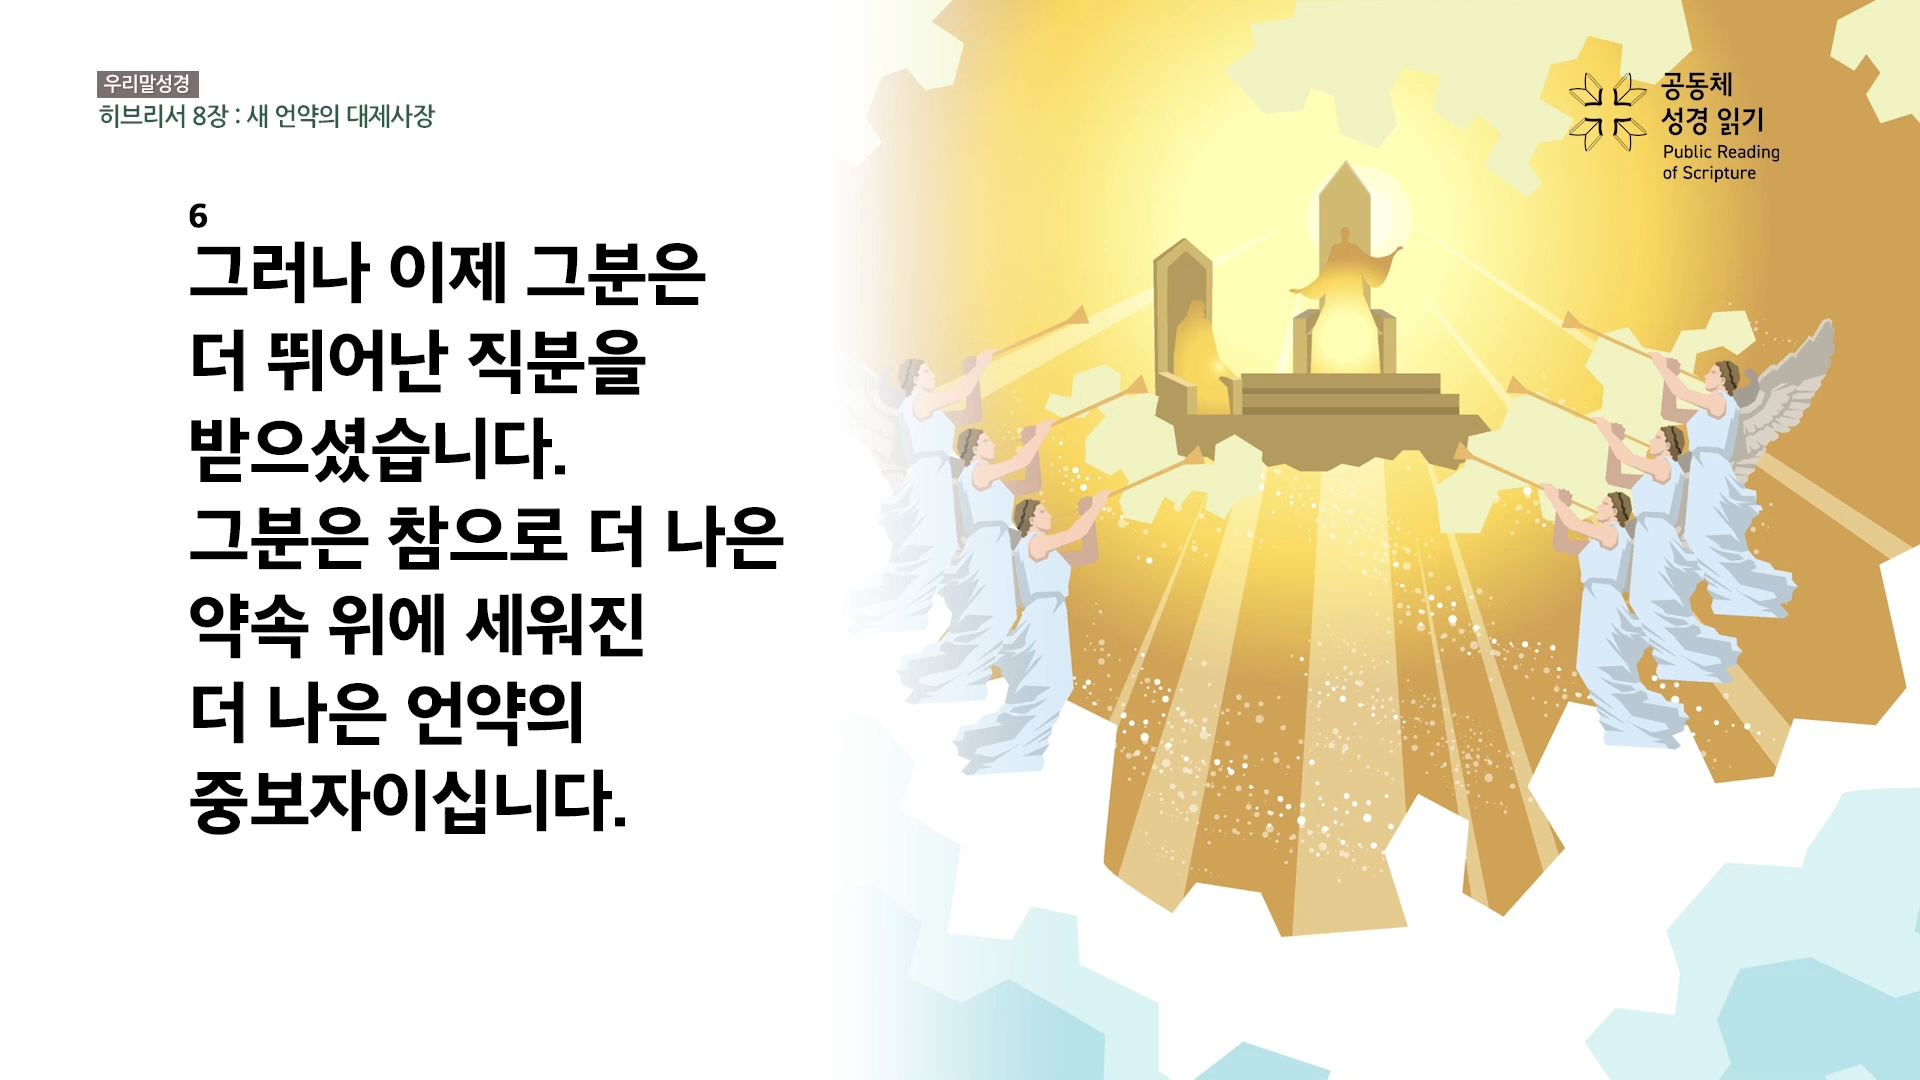 우리말성경
히브리서 8장 : 새 언약의 대제사장
공동체
성경 읽기
Public Reading
of Scripture
6
그러나 이제 그분은
더 뛰어난 직분을
받으셨습니다.
그분은 참으로 더 나은
약속 위에 세워진
더 나은 언약의
중보자이십니다.